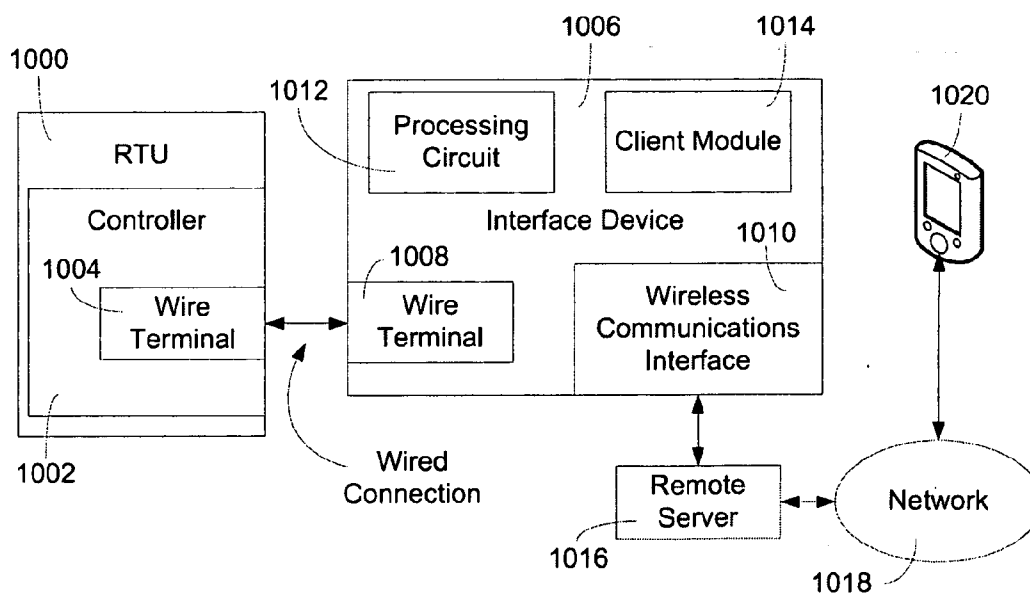 1000
RTU
Controller
1004
Wire
Terminal
1002
Wired
Connection
1006
1012
Processing
Circuit
1014
Client Module
Interface Device
1008
Wire
Terminal
1010
Wireless
Communications
Interface
1020
Remote
Server
1016
Network
1018